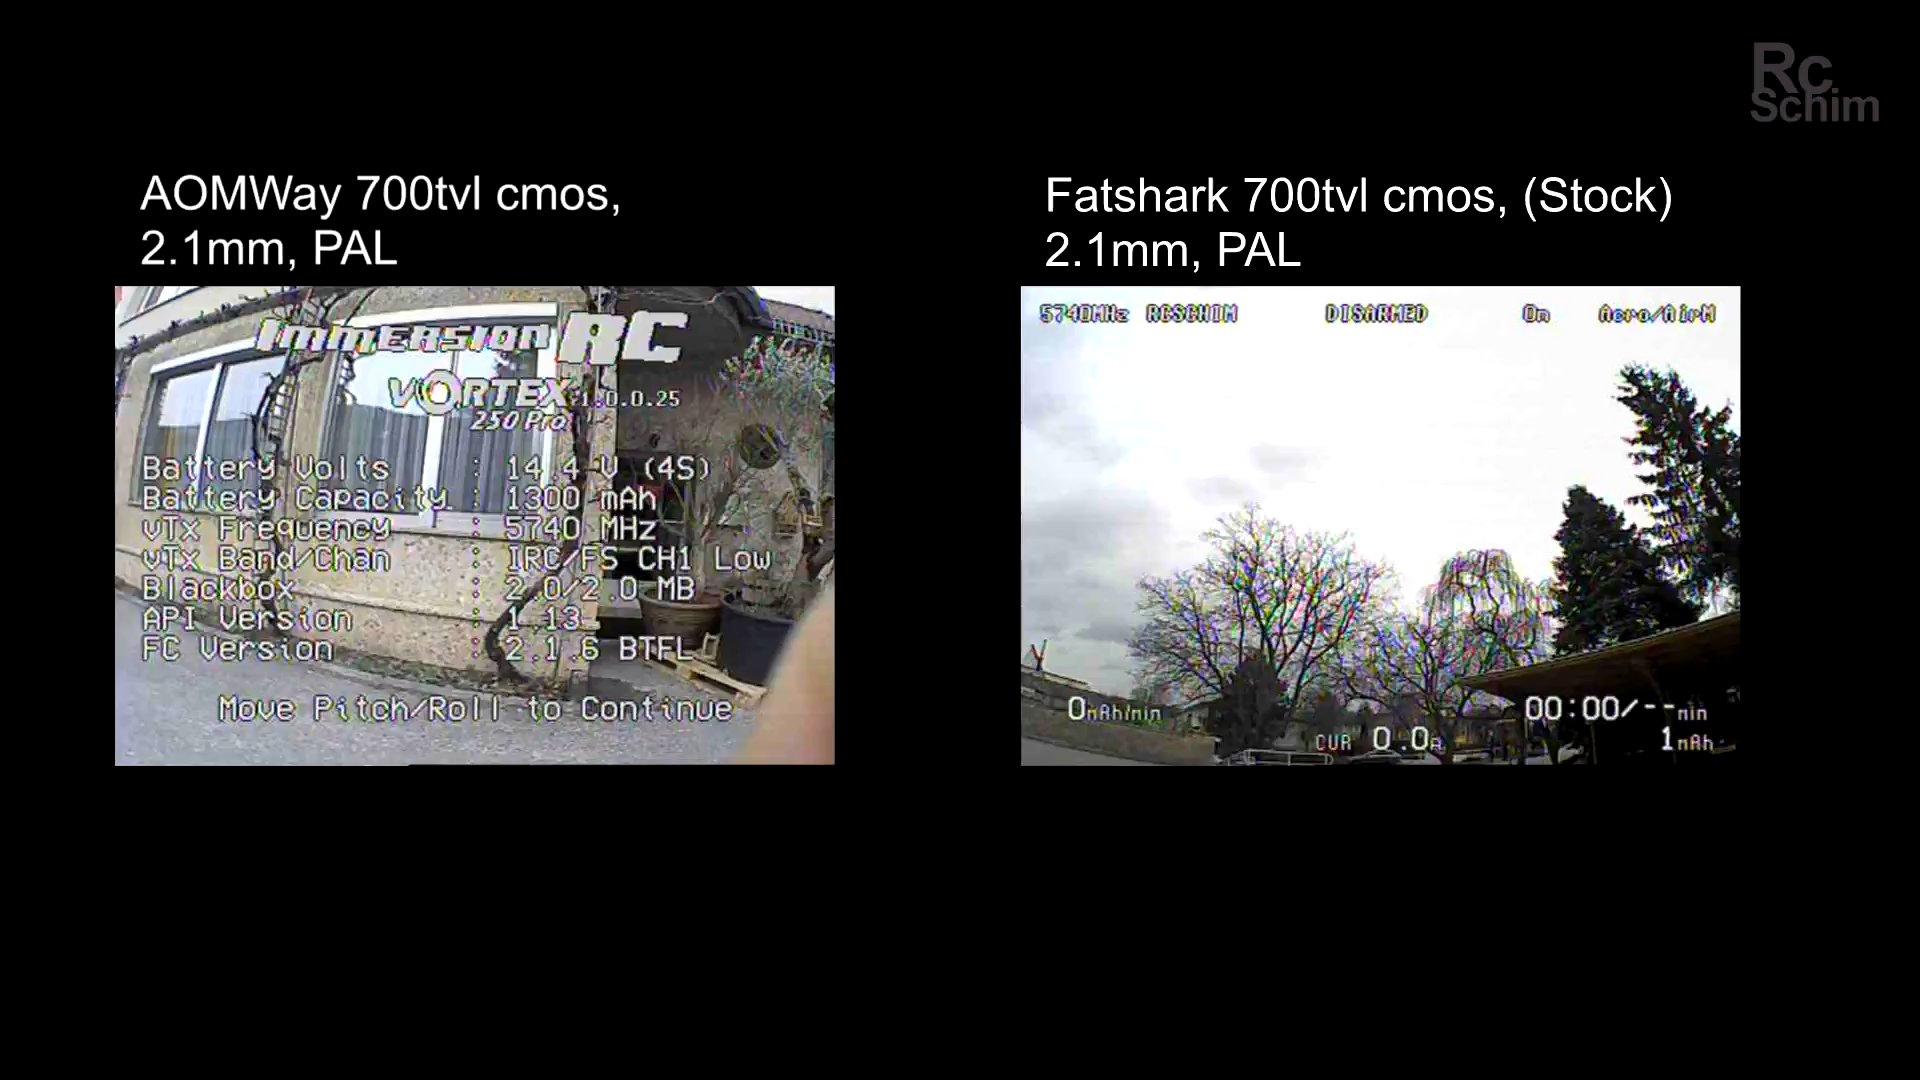 Rc
Schim
AOMWay 700tvl cmos,
2.1mm, PAL
Fatshark 700tvl cmos, (Stock)
2.1mm, PAL
ImmersionRC
VORTEX 1.0.0.25
250 Pro
Battery Volts : 14.4 V (4S)
Battery Capacity : 1300 mAh
vTx Frequency : 5740 MHz
vTx Band/Chan : IRC/FS CH1 Low
Blackbox : 2.0/2.0 MB
API Version : 1.13
FC Version : 2.1.6 BTFL
Move Pitch/Roll to Continue
5740MHz RCSCHIM DISARMED On Acro/AirM
0mAh/min 00:00/--min
CUR 0.0A 1mAh